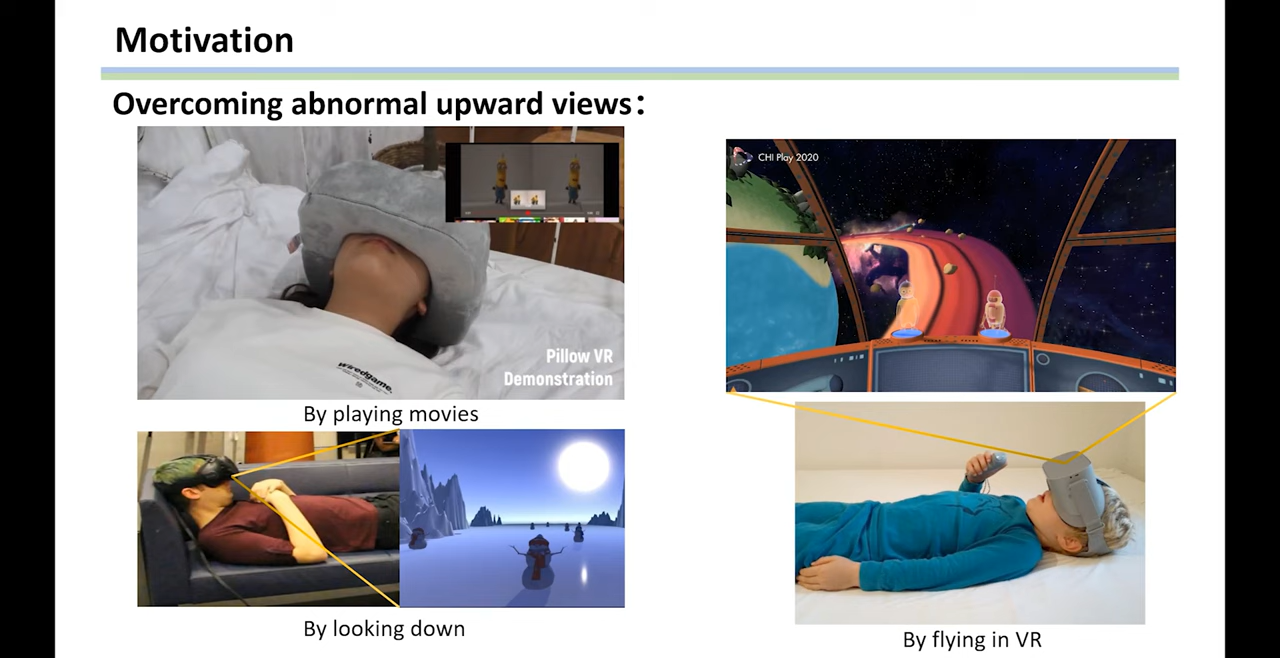 Motivation
Overcoming abnormal upward views：
wiredgame.
Pillow VR
Demonstration
By playing movies
By looking down
CHI Play 2020
By flying in VR